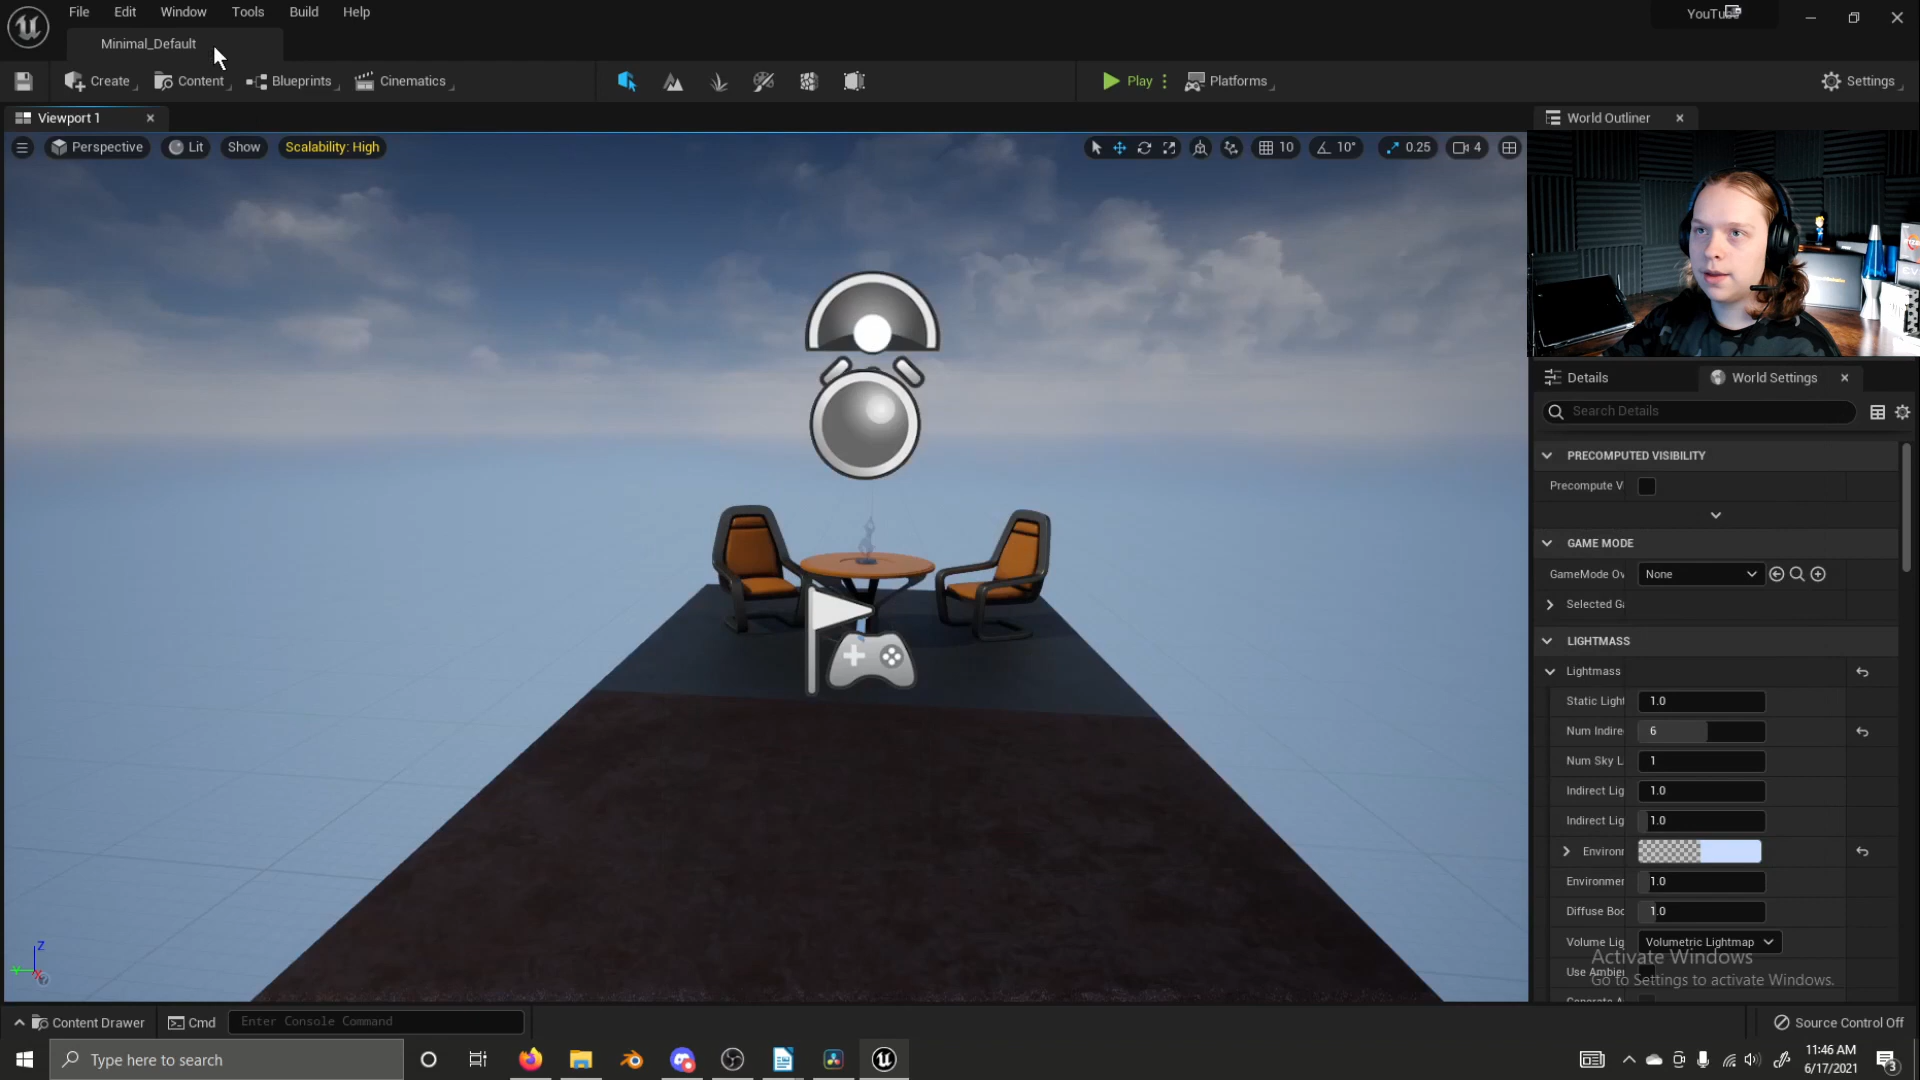 File Edit Window Tools Build Help
YouTube
Minimal_Default
Create Content Blueprints Cinematics Play Platforms Settings
Viewport 1
World Outliner
Perspective Lit Show Scalability: High 10 10° 0.25 4
Details World Settings
Search Details
PRECOMPUTED VISIBILITY
Precompute V
GAME MODE
GameMode Ov None
Selected Ga
LIGHTMASS
Lightmass
Static Light 1.0
Num Indire 6
Num Sky L 1
Indirect Lig 1.0
Indirect Lig 1.0
Environr
Environmer 1.0
Diffuse Boo 1.0
Volume Lig Volumetric Lightmap
Activate Windows
Use Ambie
Go to Settings to activate Windows.
Z
Content Drawer Cmd Enter Console Command Source Control Off
Type here to search
11:46 AM
6/17/2021
3